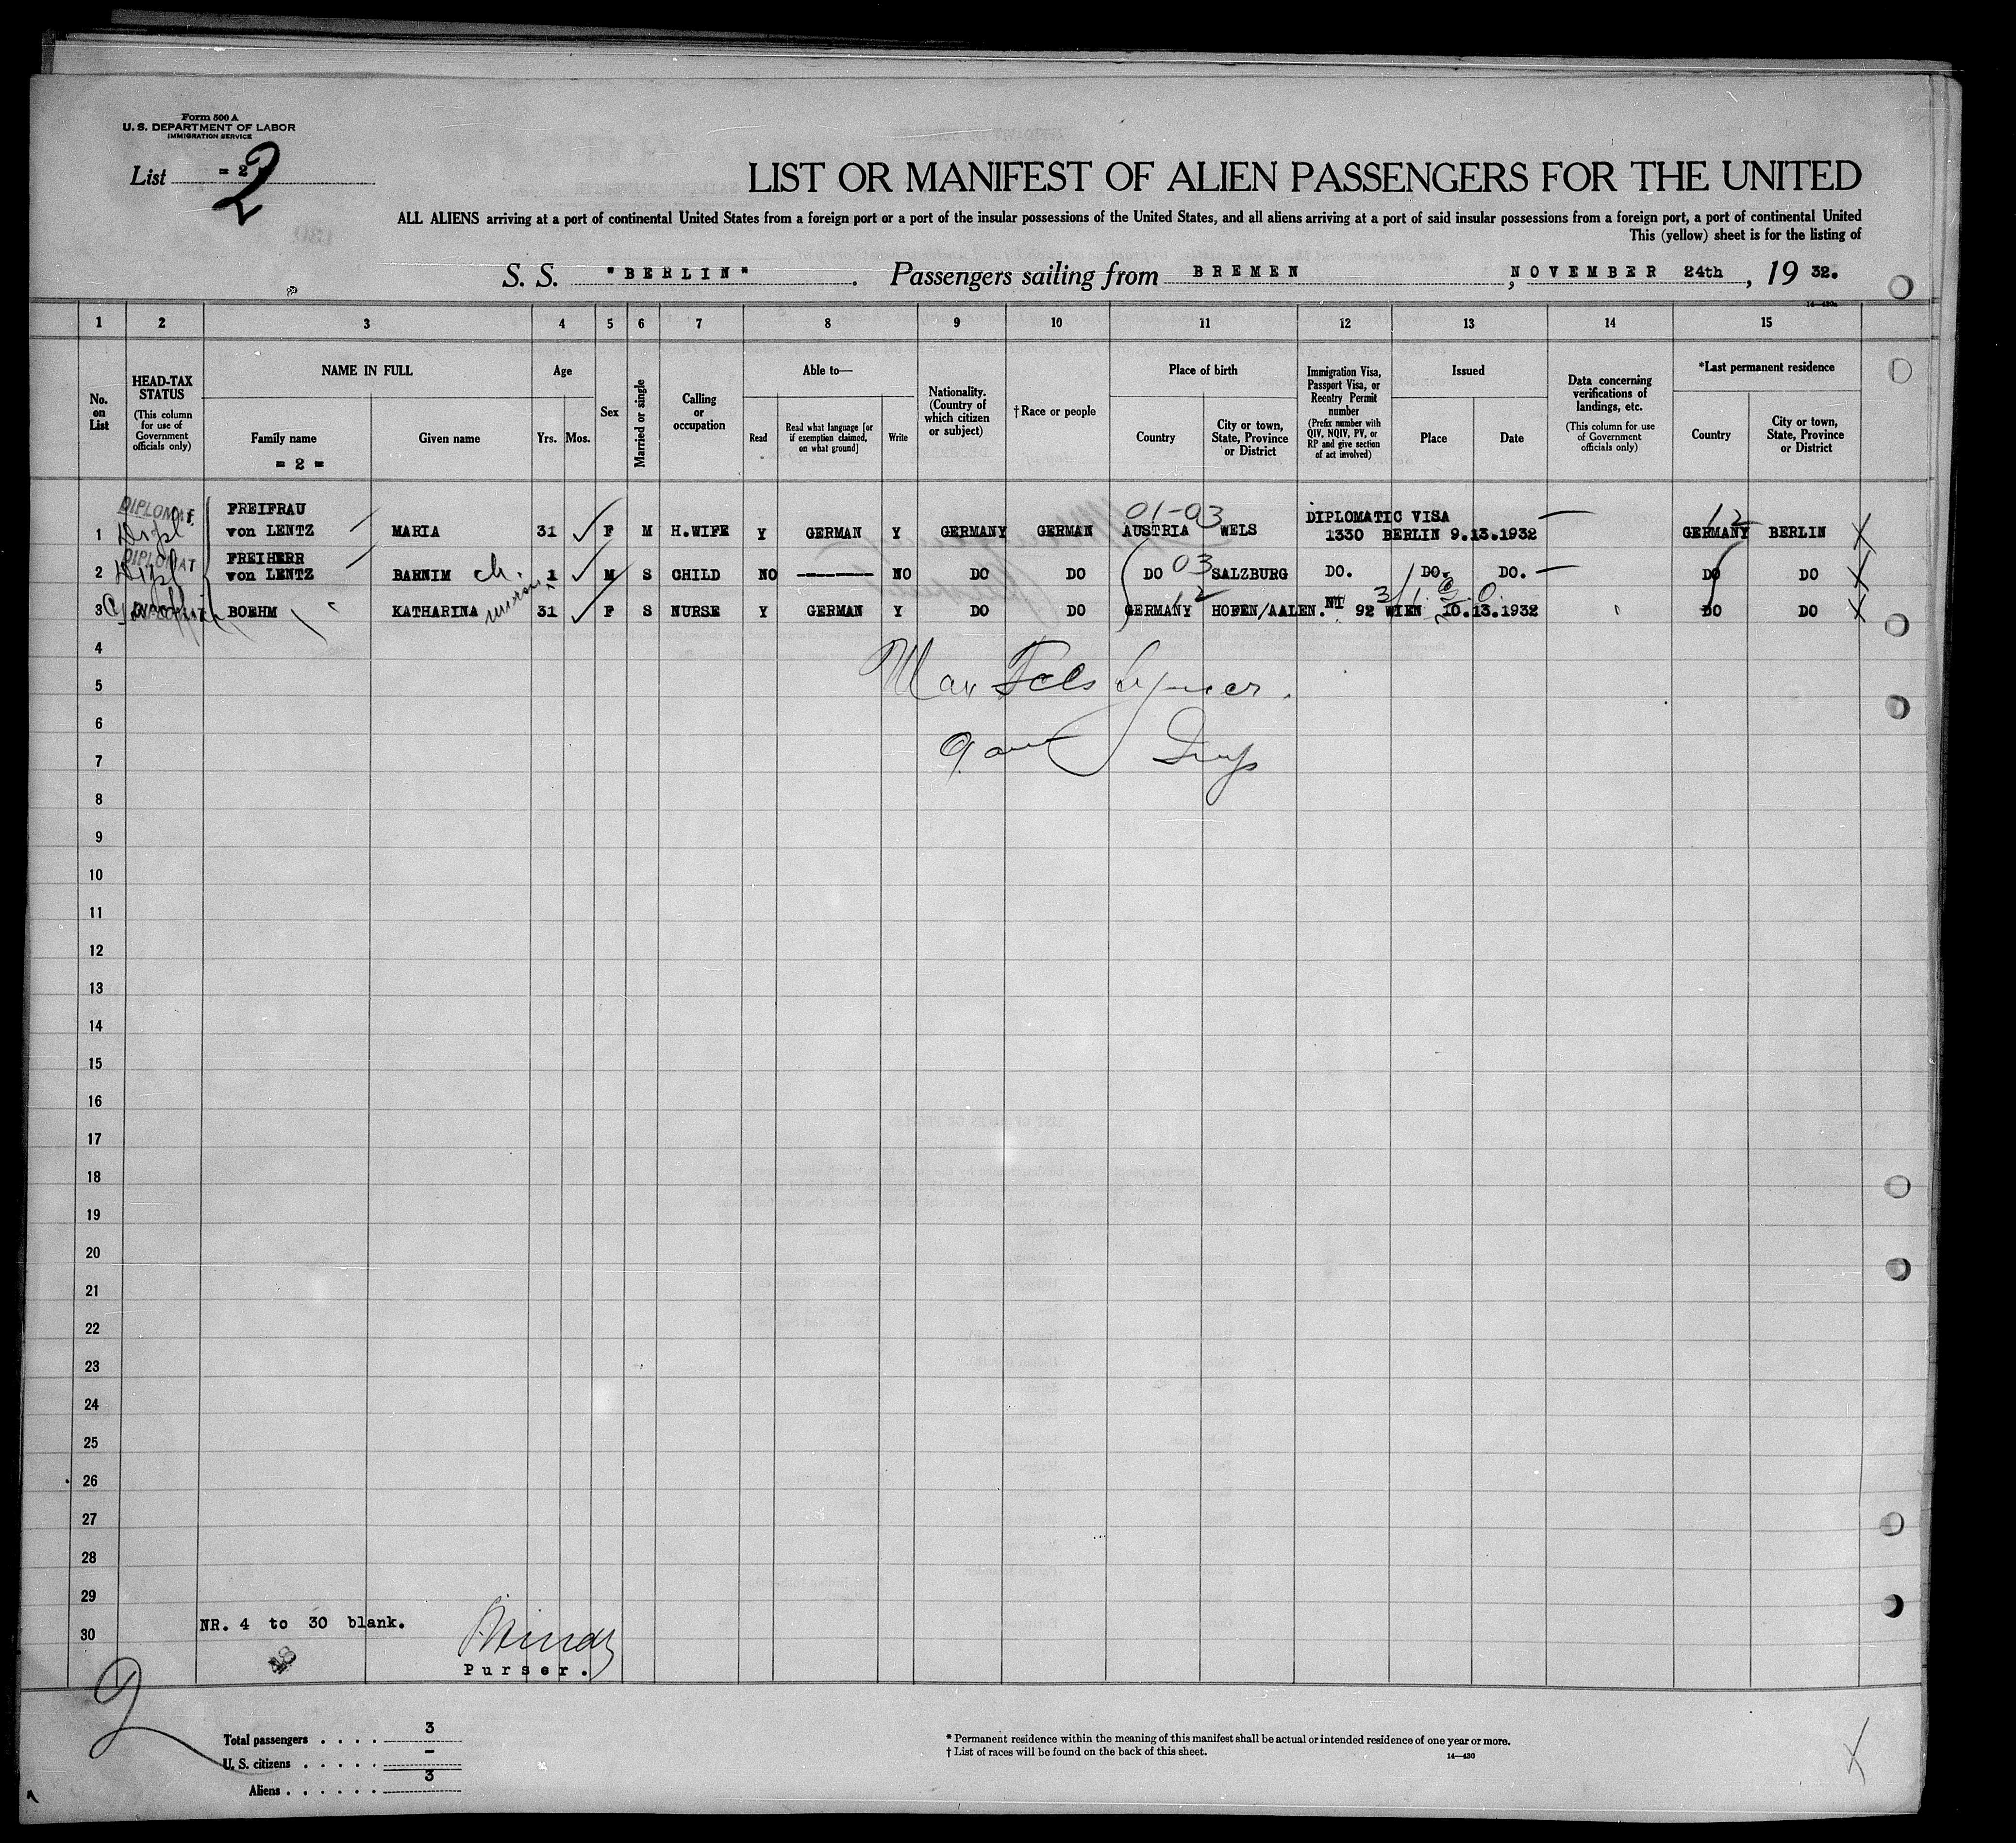 Form 500 A
U. S. DEPARTMENT OF LABOR
IMMIGRATION SERVICE
List = 2
2
LIST OR MANIFEST OF ALIEN PASSENGERS FOR THE UNITED
ALL ALIENS arriving at a port of continental United States from a foreign port or a port of the insular possessions of the United States, and all aliens arriving at a port of said insular possessions from a foreign port, a port of continental United
This (yellow) sheet is for the listing of
S. S. "BERLIN". Passengers sailing from BREMEN, NOVEMBER 24th, 19 32.
1 2 3 4 5 6 7 8 9 10 11 12 13 14 15
No. on List
HEAD-TAX STATUS
(This column for use of Government officials only)
NAME IN FULL
Family name
= 2 =
Given name
Age
Yrs. Mos.
Sex
Married or single
Calling or occupation
Able to—
Read
Read what language [or if exemption claimed, on what ground]
Write
Nationality. (Country of which citizen or subject)
†Race or people
Place of birth
Country
City or town, State, Province or District
Immigration Visa, Passport Visa, or Reentry Permit number
(Prefix number with QIV, NQIV, PV, or RP and give section of act involved)
Issued
Place
Date
Data concerning verifications of landings, etc.
(This column for use of Government officials only)
*Last permanent residence
Country
City or town, State, Province or District
DIPLOMAT FREIFRAU 01-03 DIPLOMATIC VISA 12
1 von LENTZ MARIA 31 F M H.WIFE Y GERMAN Y GERMANY GERMAN AUSTRIA WELS 1330 BERLIN 9.13.1932 GERMANY BERLIN X
DIPLOMAT FREIHERR
2 von LENTZ BARNIM ch. 1 M S CHILD NO ——— NO DO DO DO 03 SALZBURG DO. DO. DO. DO DO X
3 DIPLOMAT BOEHM KATHARINA nurse 31 F S NURSE Y GERMAN Y DO DO GERMANY 12 HOFEN/AALEN. NT 92 WIEN 10.13.1932 DO DO X
4
5
6
7
8
9
10
11
12
13
14
15
16
17
18
19
20
21
22
23
24
25
26
27
28
29
30
NR. 4 to 30 blank.
Purser.
2
Total passengers . . . . 3
U. S. citizens . . . . . –
Aliens . . . . . . 3
* Permanent residence within the meaning of this manifest shall be actual or intended residence of one year or more.
† List of races will be found on the back of this sheet.
14—430
X